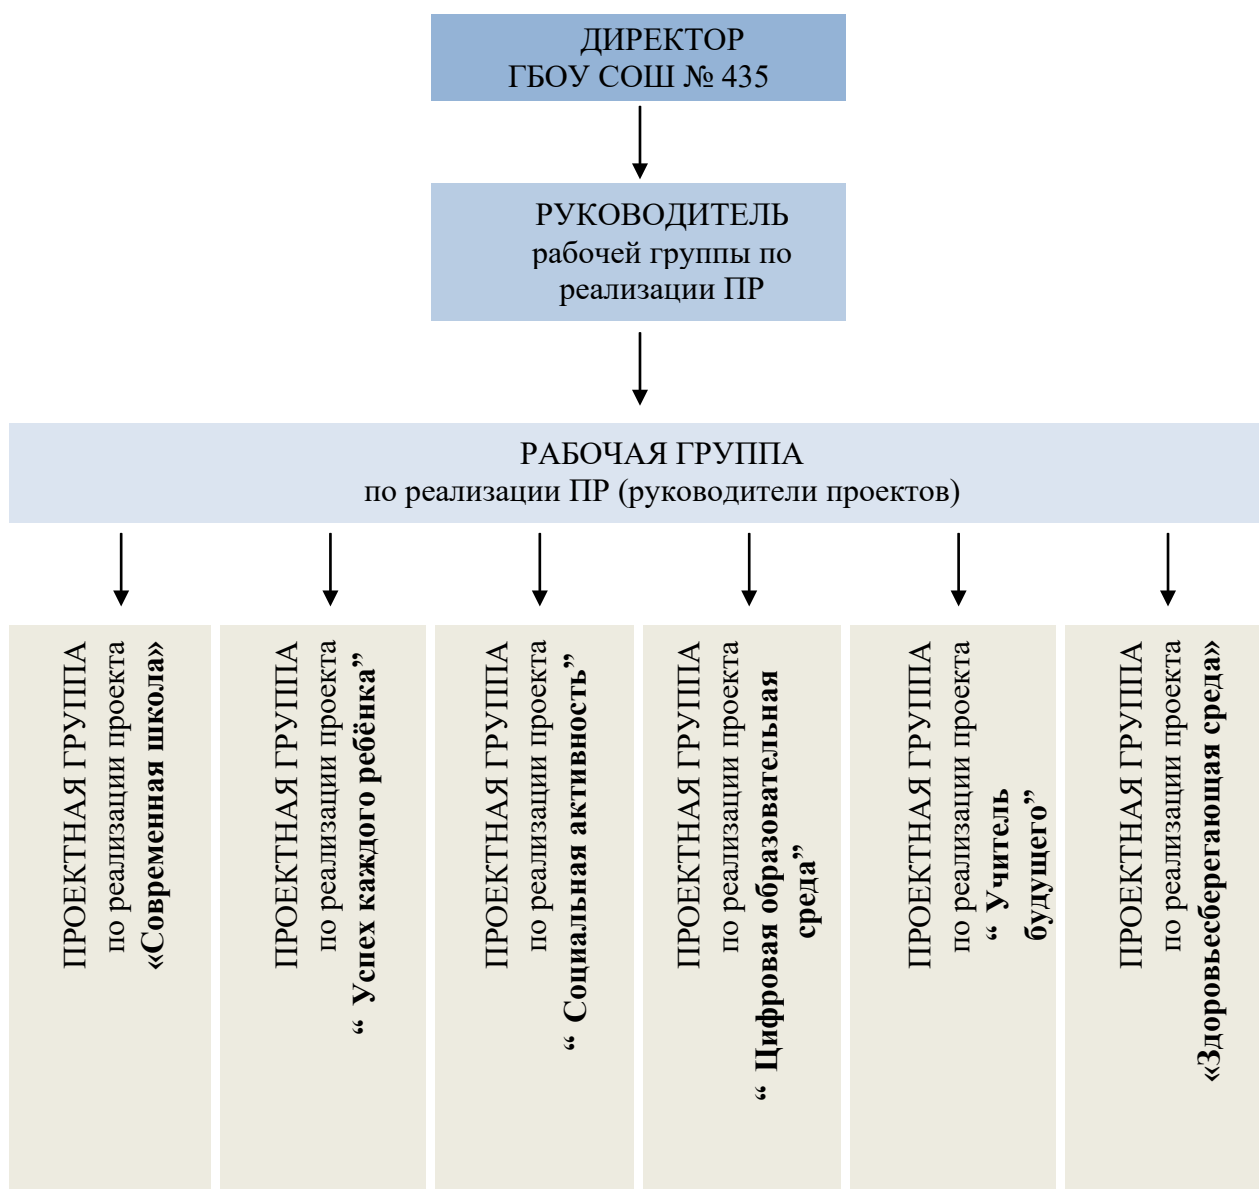 ДИРЕКТОР
ГБОУ СОШ № 435
РУКОВОДИТЕЛЬ
рабочей группы по
реализации ПР
РАБОЧАЯ ГРУППА
по реализации ПР (руководители проектов)
ПРОЕКТНАЯ ГРУППА
по реализации проекта
«Современная школа»
ПРОЕКТНАЯ ГРУППА
по реализации проекта
“ Успех каждого ребёнка”
ПРОЕКТНАЯ ГРУППА
по реализации проекта
“ Социальная активность”
ПРОЕКТНАЯ ГРУППА
по реализации проекта
“ Цифровая образовательная
среда”
ПРОЕКТНАЯ ГРУППА
по реализации проекта
“ Учитель
будущего”
ПРОЕКТНАЯ ГРУППА
по реализации проекта
«Здоровьесберегающая среда»